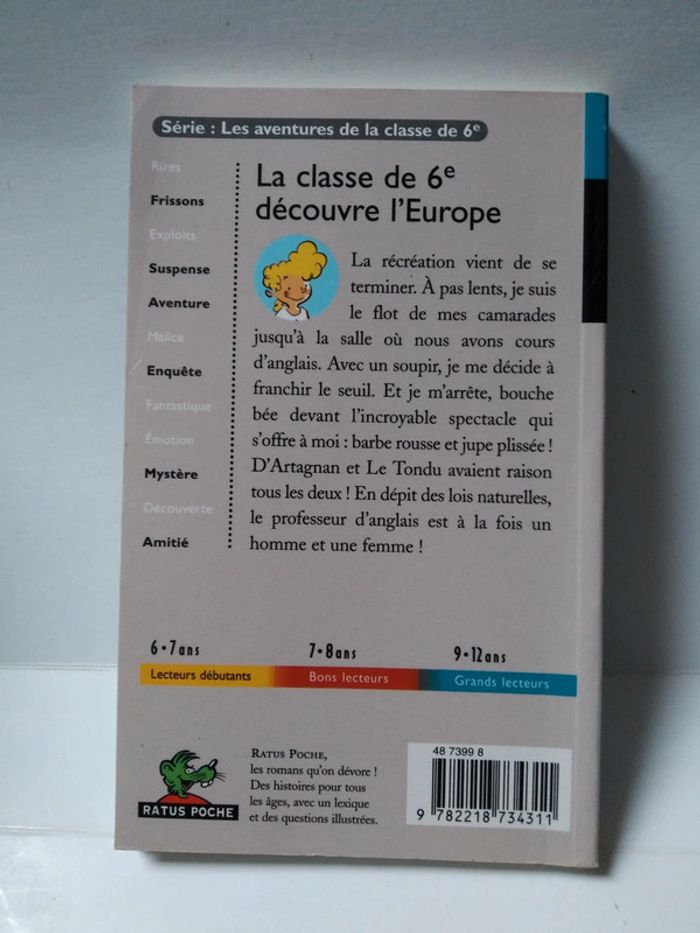 Série : Les aventures de la classe de 6e
Rires
Frissons
Exploits
Suspense
Aventure
Malice
Enquête
Fantastique
Émotion
Mystère
Découverte
Amitié
La classe de 6e
découvre l'Europe
La récréation vient de se
terminer. À pas lents, je suis
le flot de mes camarades
jusqu'à la salle où nous avons cours
d'anglais. Avec un soupir, je me décide à
franchir le seuil. Et je m'arrête, bouche
bée devant l'incroyable spectacle qui
s'offre à moi : barbe rousse et jupe plissée !
D'Artagnan et Le Tondu avaient raison
tous les deux ! En dépit des lois naturelles,
le professeur d'anglais est à la fois un
homme et une femme !
6•7 ans
Lecteurs débutants
7•8 ans
Bons lecteurs
9•12 ans
Grands lecteurs
RATUS POCHE
RATUS POCHE,
les romans qu'on dévore !
Des histoires pour tous
les âges, avec un lexique
et des questions illustrées.
48 7399 8
9 782218 734311